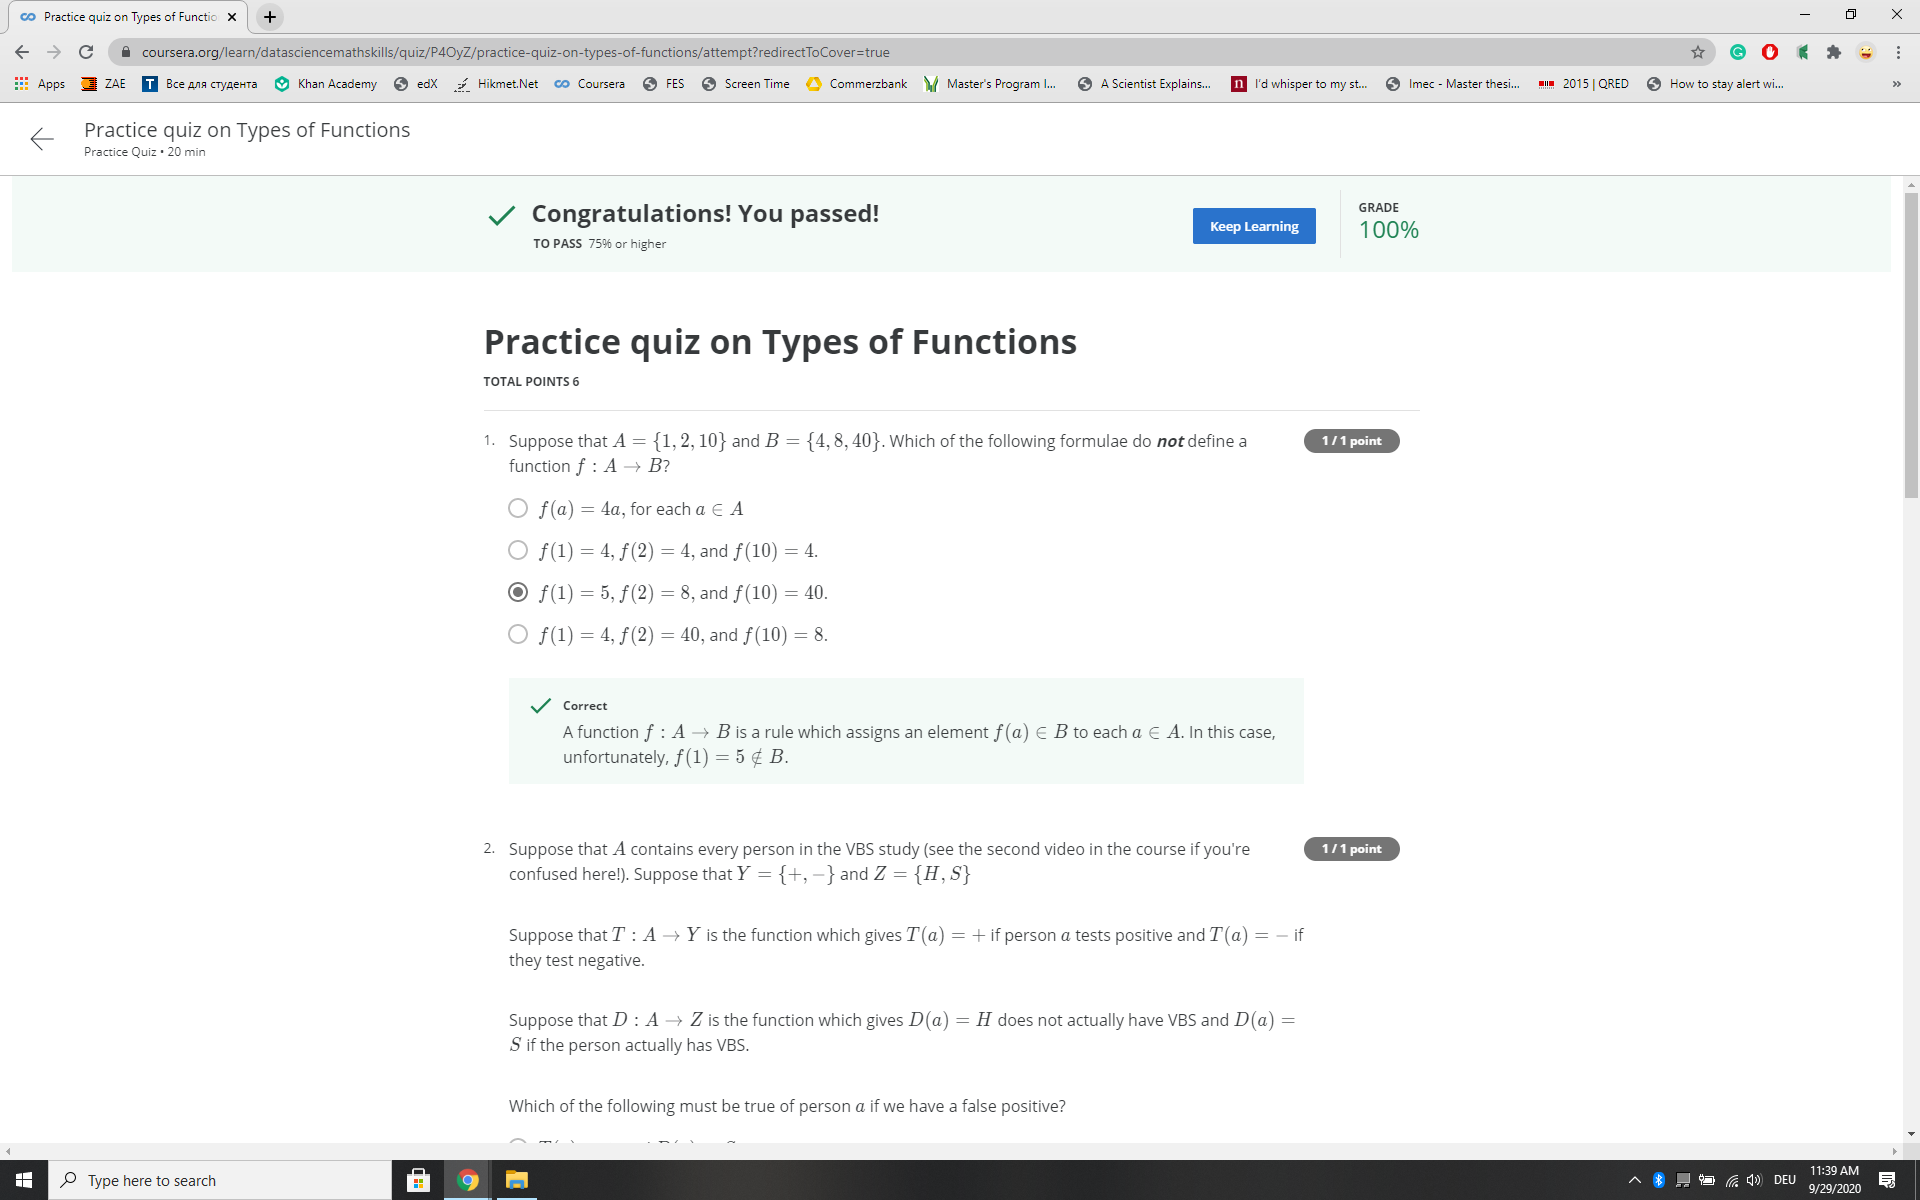 Practice quiz on Types of Functio
coursera.org/learn/datasciencemathskills/quiz/P4OyZ/practice-quiz-on-types-of-functions/attempt?redirectToCover=true
Apps ZAE T Все для студента Khan Academy edX Hikmet.Net Coursera FES Screen Time Commerzbank Master's Program I... A Scientist Explains... n I'd whisper to my st... Imec - Master thesi... 2015 | QRED How to stay alert wi... »
Practice quiz on Types of Functions
Practice Quiz • 20 min
Congratulations! You passed!
TO PASS 75% or higher
Keep Learning
GRADE
100%
Practice quiz on Types of Functions
TOTAL POINTS 6
1. Suppose that A = {1, 2, 10} and B = {4, 8, 40}. Which of the following formulae do not define a
function f : A → B?
1 / 1 point
f(a) = 4a, for each a ∈ A
f(1) = 4, f(2) = 4, and f(10) = 4.
f(1) = 5, f(2) = 8, and f(10) = 40.
f(1) = 4, f(2) = 40, and f(10) = 8.
Correct
A function f : A → B is a rule which assigns an element f(a) ∈ B to each a ∈ A. In this case,
unfortunately, f(1) = 5 ∉ B.
2. Suppose that A contains every person in the VBS study (see the second video in the course if you're
confused here!). Suppose that Y = {+, −} and Z = {H, S}
1 / 1 point
Suppose that T : A → Y is the function which gives T(a) = + if person a tests positive and T(a) = − if
they test negative.
Suppose that D : A → Z is the function which gives D(a) = H does not actually have VBS and D(a) =
S if the person actually has VBS.
Which of the following must be true of person a if we have a false positive?
Type here to search
DEU
11:39 AM
9/29/2020